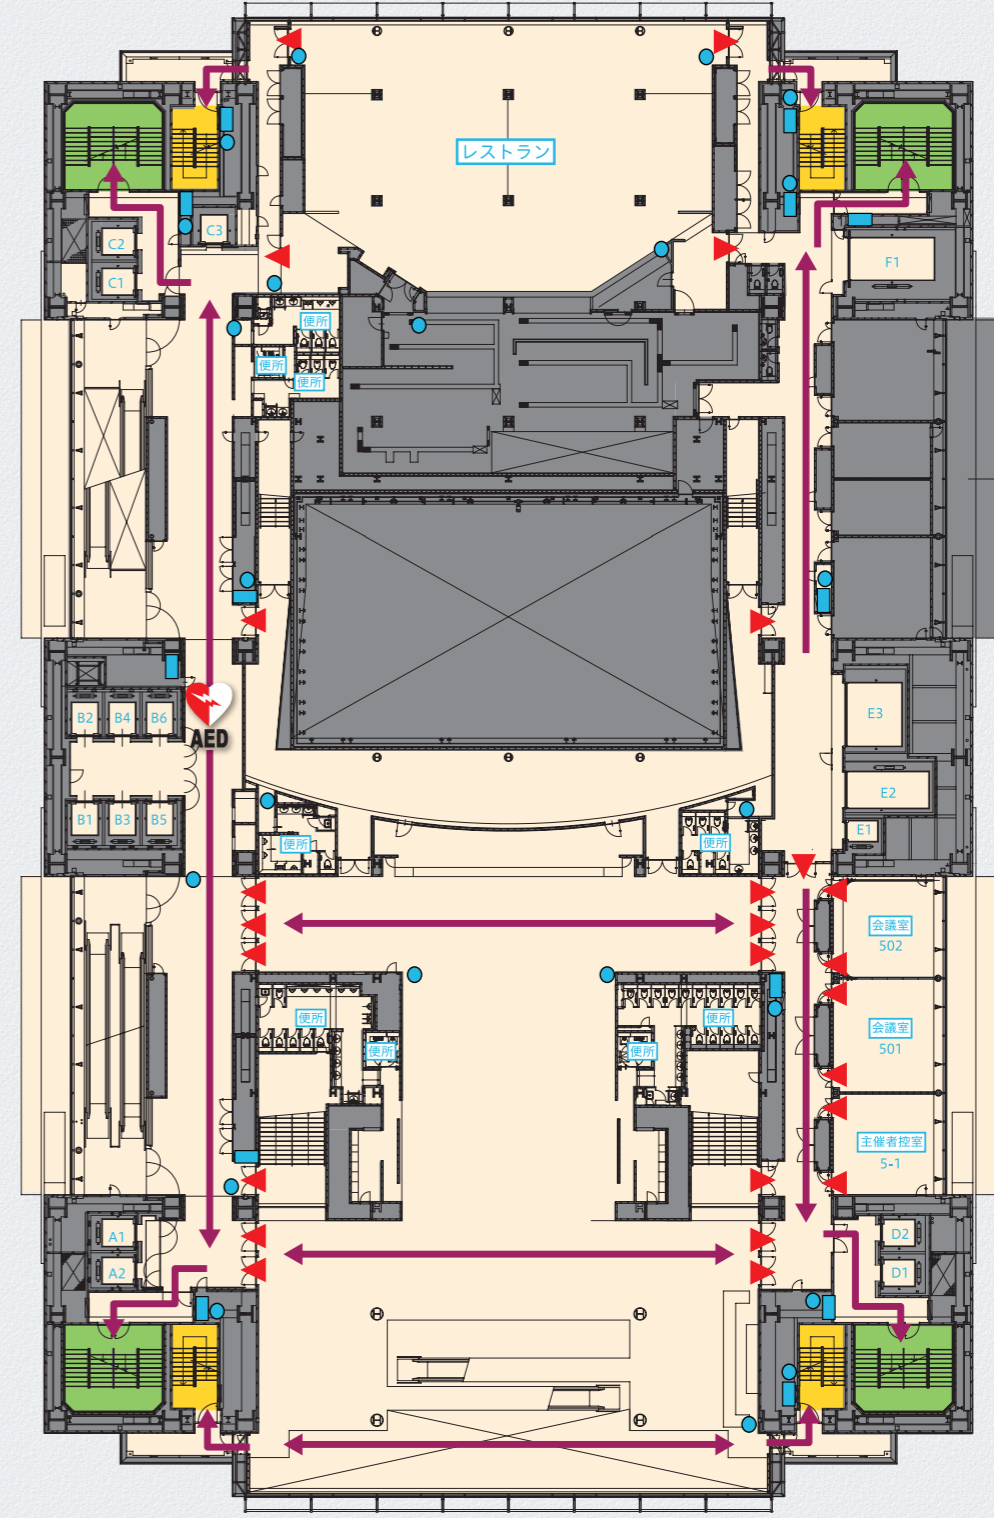 レストラン
C2
C3
C1
F1
便所
便所
便所
B2
B4
B6
AED
E3
E2
B1
B3
B5
E1
便所
便所
会議室
502
便所
便所
会議室
501
便所
便所
主催者控室
5-1
A1
D2
A2
D1